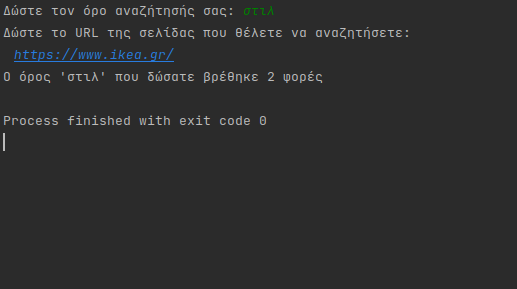 Δώστε τον όρο αναζήτησής σας: στιλ
Δώστε το URL της σελίδας που θέλετε να αναζητήσετε:
https://www.ikea.gr/
Ο όρος 'στιλ' που δώσατε βρέθηκε 2 φορές
Process finished with exit code 0